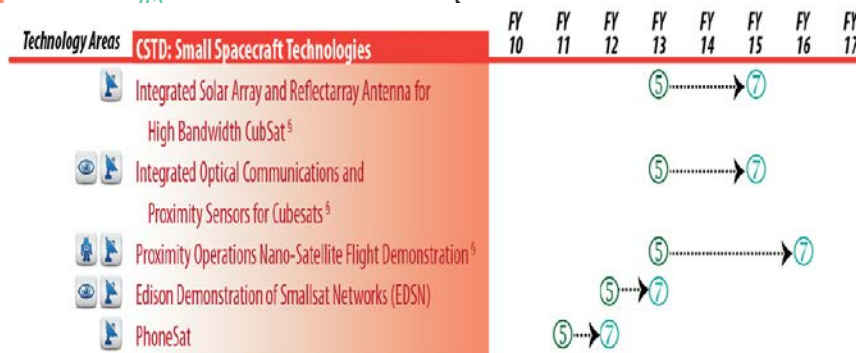 FY FY FY FY FY FY FY FY
Technology Areas CSTD: Small Spacecraft Technologies 10 11 12 13 14 15 16 17
Integrated Solar Array and Reflectarray Antenna for 5 7
High Bandwidth CubSat §
Integrated Optical Communications and 5 7
Proximity Sensors for Cubesats §
Proximity Operations Nano-Satellite Flight Demonstration § 5 7
Edison Demonstration of Smallsat Networks (EDSN) 5 7
PhoneSat 5 7